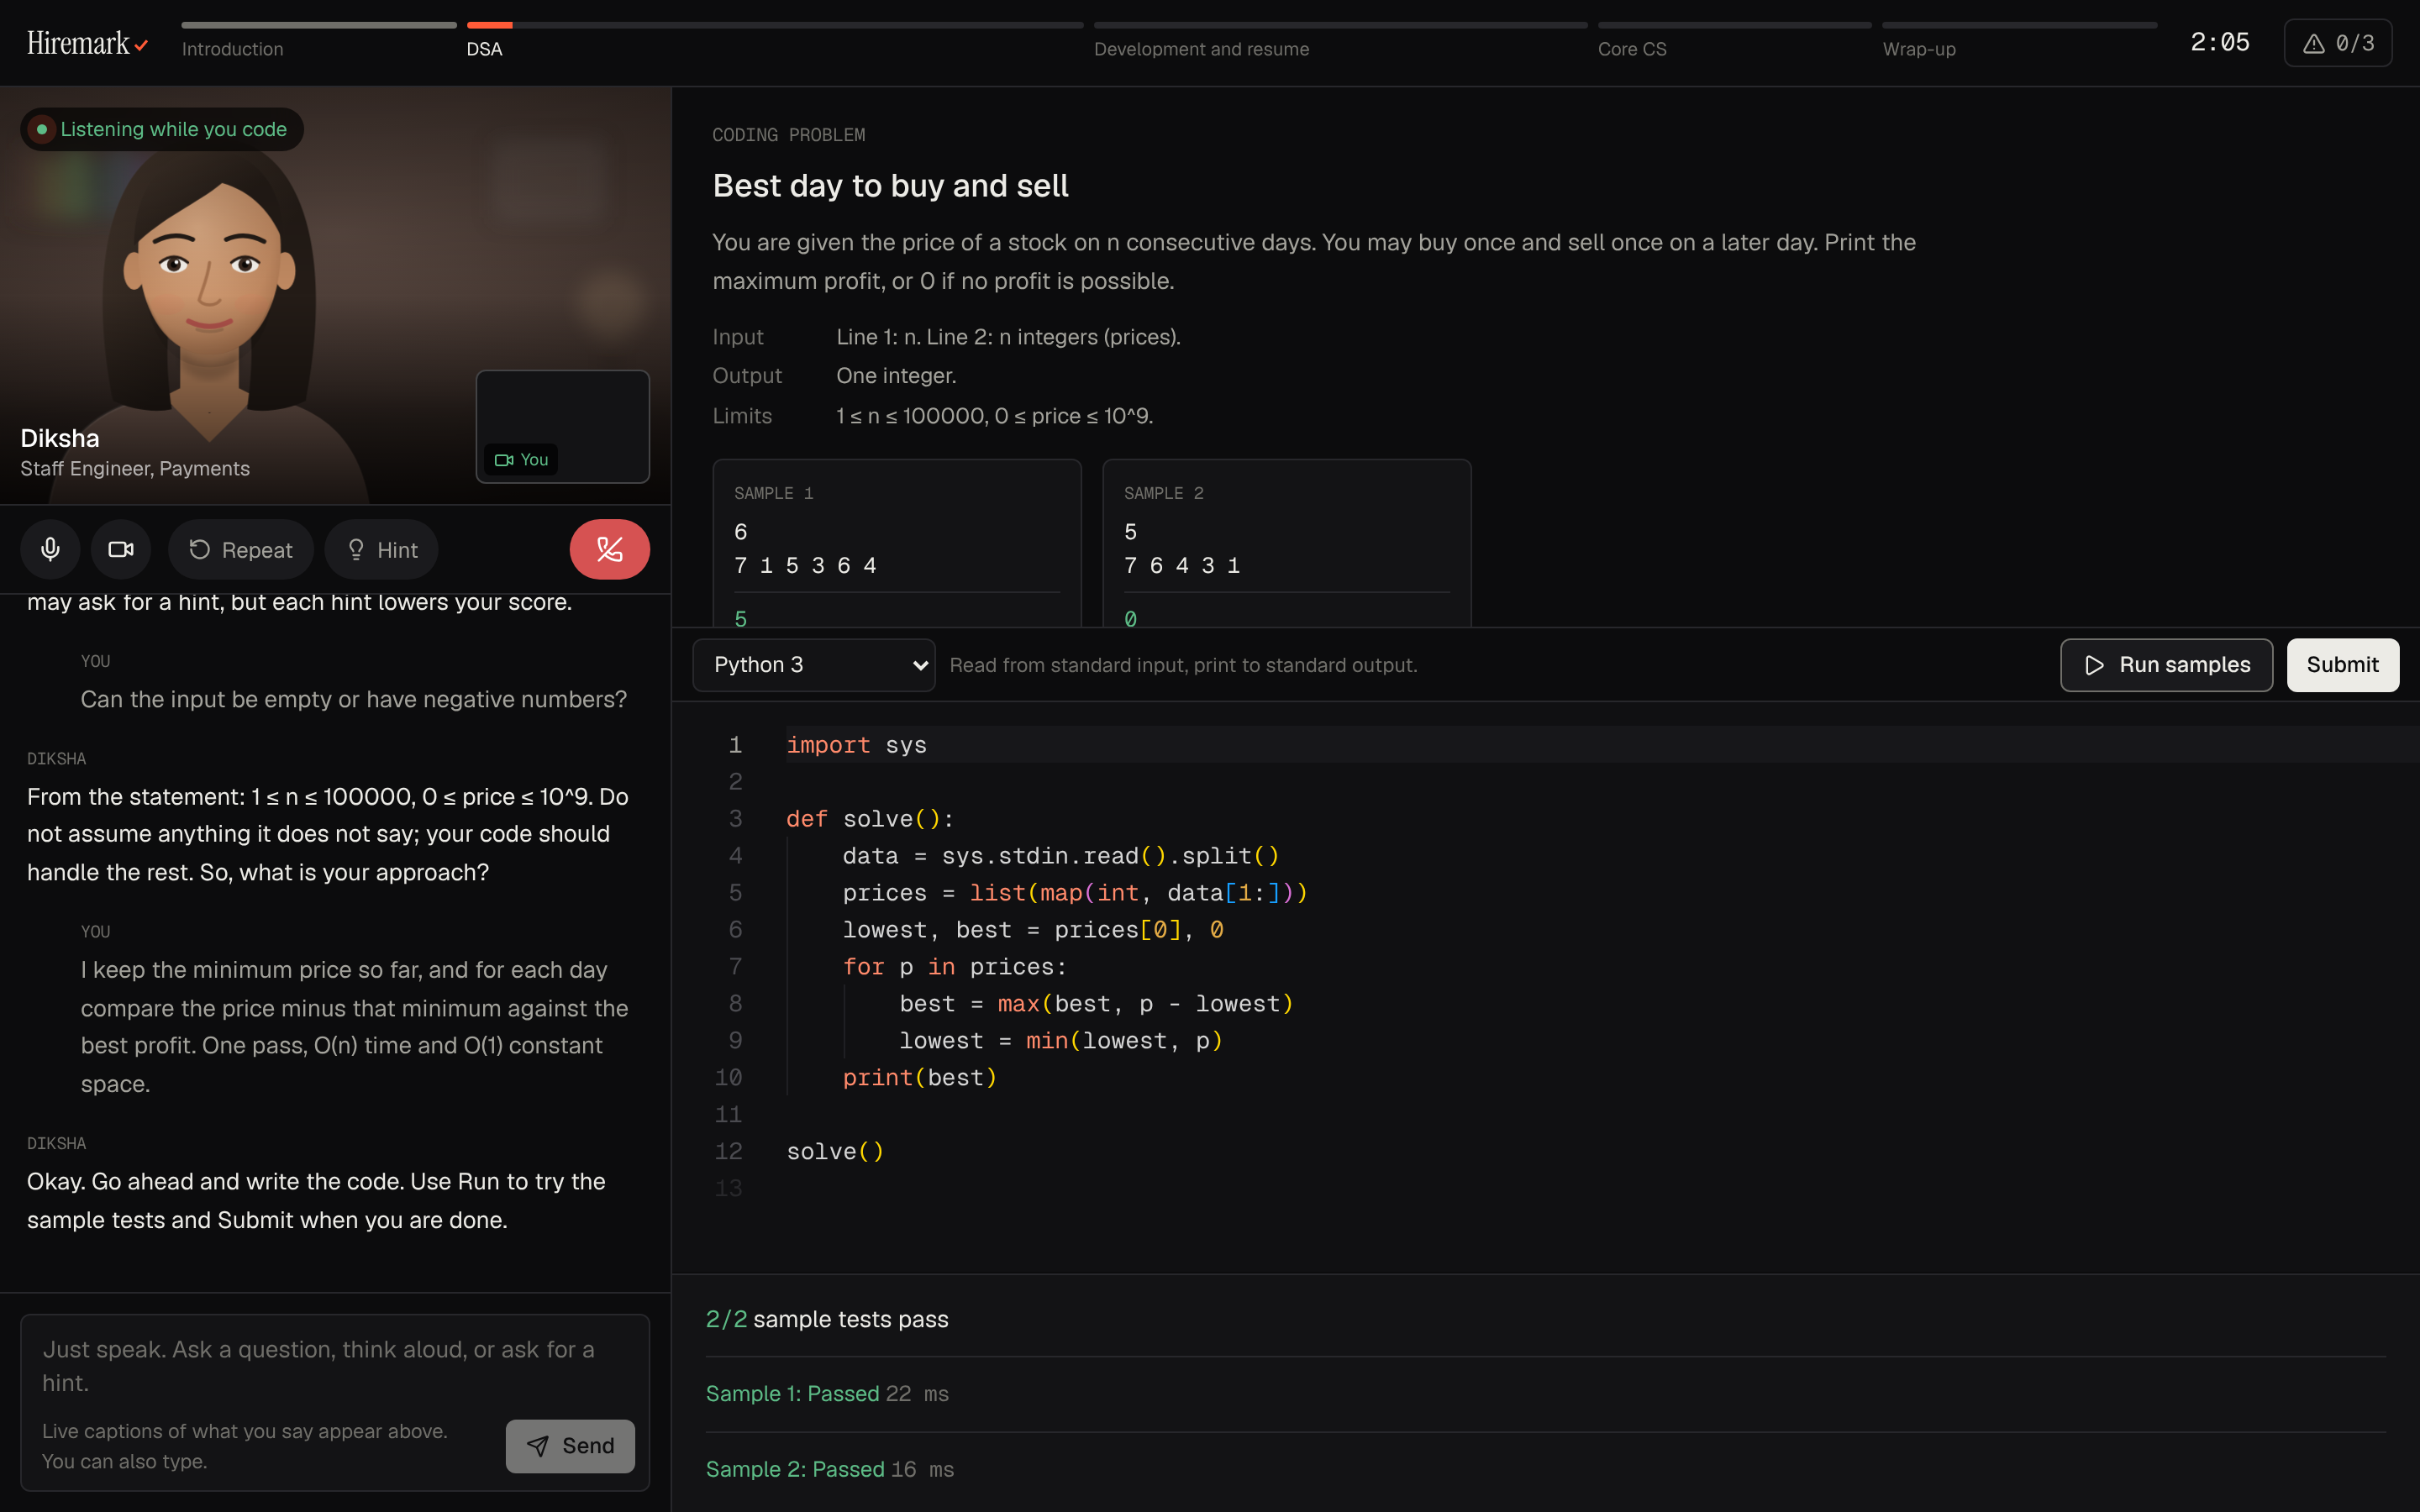 Hiremark
Introduction
DSA
Development and resume
Core CS
Wrap-up
2:05
0/3
Listening while you code
Diksha
Staff Engineer, Payments
You
Repeat
Hint
may ask for a hint, but each hint lowers your score.
YOU
Can the input be empty or have negative numbers?
DIKSHA
From the statement: 1 ≤ n ≤ 100000, 0 ≤ price ≤ 10^9. Do
not assume anything it does not say; your code should
handle the rest. So, what is your approach?
YOU
I keep the minimum price so far, and for each day
compare the price minus that minimum against the
best profit. One pass, O(n) time and O(1) constant
space.
DIKSHA
Okay. Go ahead and write the code. Use Run to try the
sample tests and Submit when you are done.
Just speak. Ask a question, think aloud, or ask for a
hint.
Live captions of what you say appear above.
You can also type.
Send
CODING PROBLEM
Best day to buy and sell
You are given the price of a stock on n consecutive days. You may buy once and sell once on a later day. Print the
maximum profit, or 0 if no profit is possible.
Input Line 1: n. Line 2: n integers (prices).
Output One integer.
Limits 1 ≤ n ≤ 100000, 0 ≤ price ≤ 10^9.
SAMPLE 1
6
7 1 5 3 6 4
5
SAMPLE 2
5
7 6 4 3 1
0
Python 3
Read from standard input, print to standard output.
Run samples
Submit
1 import sys
2
3 def solve():
4     data = sys.stdin.read().split()
5     prices = list(map(int, data[1:]))
6     lowest, best = prices[0], 0
7     for p in prices:
8         best = max(best, p - lowest)
9         lowest = min(lowest, p)
10     print(best)
11
12 solve()
13
2/2 sample tests pass
Sample 1: Passed 22 ms
Sample 2: Passed 16 ms